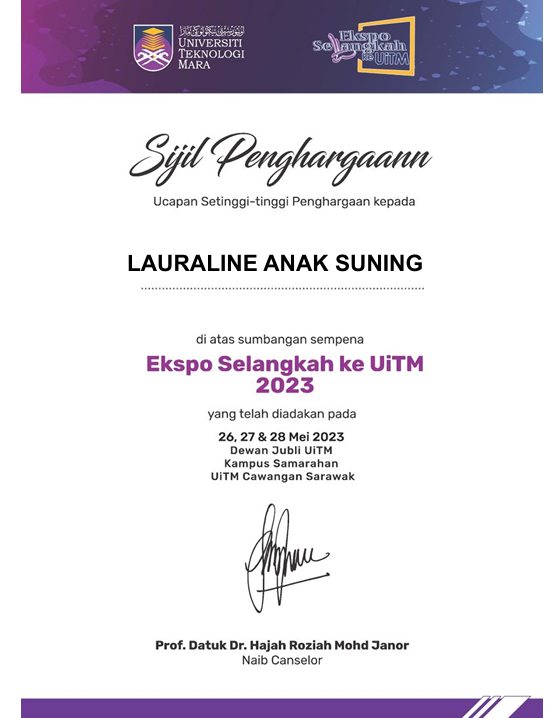 UNIVERSITI
TEKNOLOGI
MARA
Ekspo
Selangkah
ke UiTM
Sijil Penghargaann
Ucapan Setinggi-tinggi Penghargaan kepada
LAURALINE ANAK SUNING
di atas sumbangan sempena
Ekspo Selangkah ke UiTM
2023
yang telah diadakan pada
26, 27 & 28 Mei 2023
Dewan Jubli UiTM
Kampus Samarahan
UiTM Cawangan Sarawak
Prof. Datuk Dr. Hajah Roziah Mohd Janor
Naib Canselor